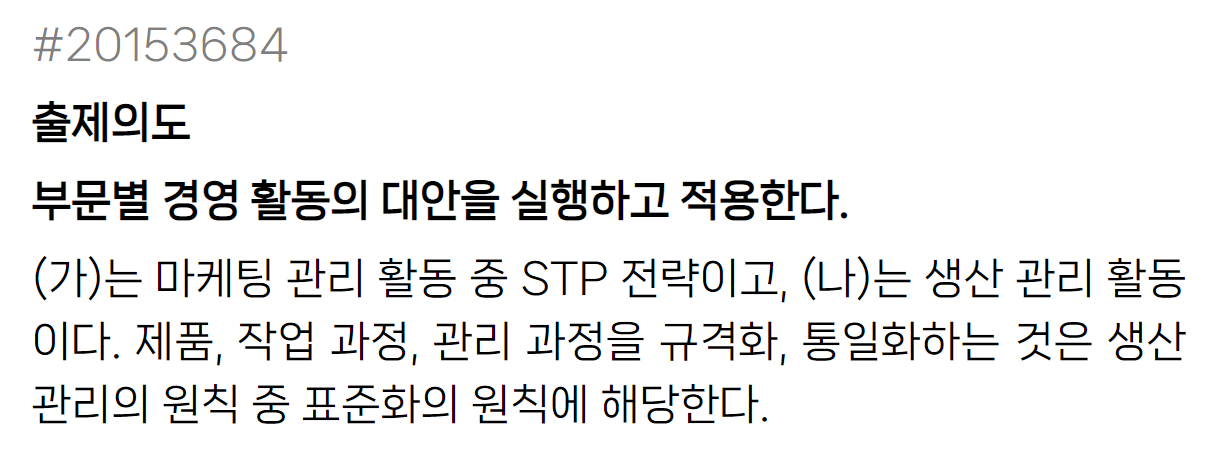 #20153684
출제의도
부문별 경영 활동의 대안을 실행하고 적용한다.
(가)는 마케팅 관리 활동 중 STP 전략이고, (나)는 생산 관리 활동
이다. 제품, 작업 과정, 관리 과정을 규격화, 통일화하는 것은 생산
관리의 원칙 중 표준화의 원칙에 해당한다.